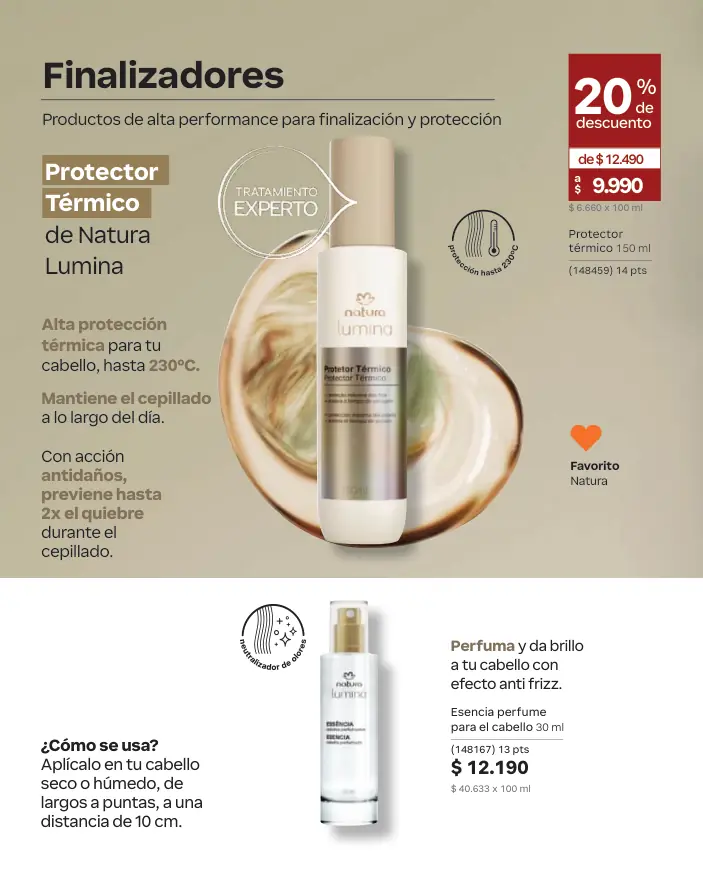 Finalizadores
Productos de alta performance para finalización y protección
20%
de
descuento
de $ 12.490
a $ 9.990
$ 6.660 x 100 ml
Protector
térmico 150 ml
(148459) 14 pts
Protector
Térmico
de Natura
Lumina
TRATAMIENTO
EXPERTO
protección hasta 230ºC
natura
lumina
Protetor Térmico
Protector Térmico
Alta protección
térmica para tu
cabello, hasta 230ºC.
Mantiene el cepillado
a lo largo del día.
Con acción
antidaños,
previene hasta
2x el quiebre
durante el
cepillado.
Favorito
Natura
neutralizador de olores
natura
lumina
ESSÊNCIA
ESENCIA
¿Cómo se usa?
Aplícalo en tu cabello
seco o húmedo, de
largos a puntas, a una
distancia de 10 cm.
Perfuma y da brillo
a tu cabello con
efecto anti frizz.
Esencia perfume
para el cabello 30 ml
(148167) 13 pts
$ 12.190
$ 40.633 x 100 ml